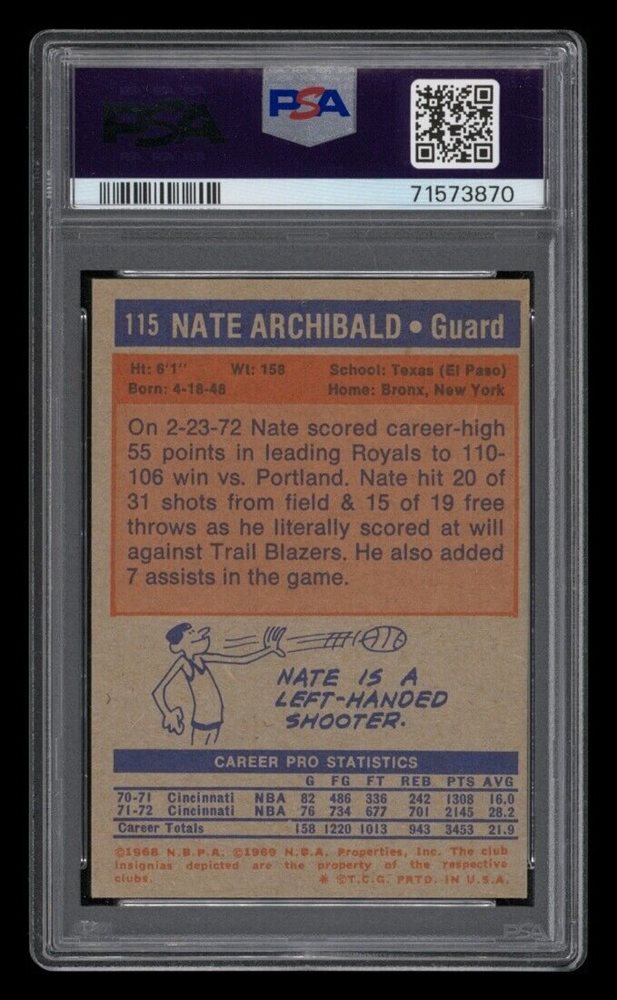 PSA
PSA
71573870
115 NATE ARCHIBALD • Guard
Ht: 6'1" Wt: 158 School: Texas (El Paso)
Born: 4-18-48 Home: Bronx, New York
On 2-23-72 Nate scored career-high
55 points in leading Royals to 110-
106 win vs. Portland. Nate hit 20 of
31 shots from field & 15 of 19 free
throws as he literally scored at will
against Trail Blazers. He also added
7 assists in the game.
NATE IS A
LEFT-HANDED
SHOOTER.
CAREER PRO STATISTICS
G FG FT REB PTS AVG
70-71 Cincinnati NBA 82 486 336 242 1308 16.0
71-72 Cincinnati NBA 76 734 677 701 2145 28.2
Career Totals 158 1220 1013 943 3453 21.9
©1968 N.B.P.A. ©1969 N.B.A. Properties, Inc. The club
insignias depicted are the property of the respective
clubs. * ©T.C.G. PRTD. IN U.S.A.
PSA